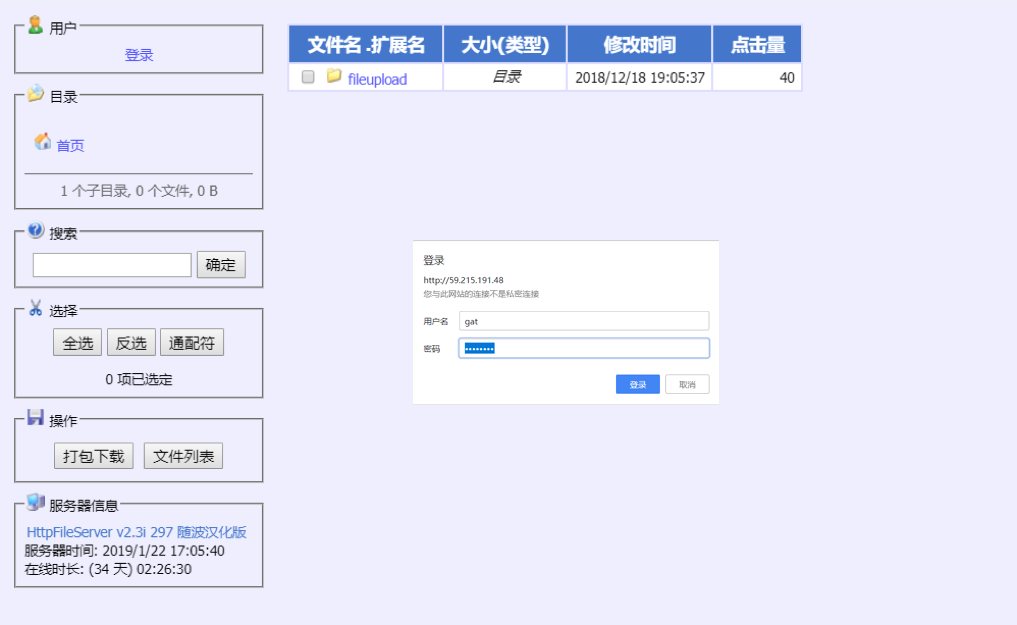 用户
登录
目录
首页
1 个子目录, 0 个文件, 0 B
搜索
确定
选择
全选 反选 通配符
0 项已选定
操作
打包下载 文件列表
服务器信息
HttpFileServer v2.3i 297 随波汉化版
服务器时间: 2019/1/22 17:05:40
在线时长: (34 天) 02:26:30
文件名 .扩展名 大小(类型) 修改时间 点击量
fileupload 目录 2018/12/18 19:05:37 40
登录
http://59.215.191.48
您与此网站的连接不是私密连接
用户名 gat
密码 ••••••••
登录 取消